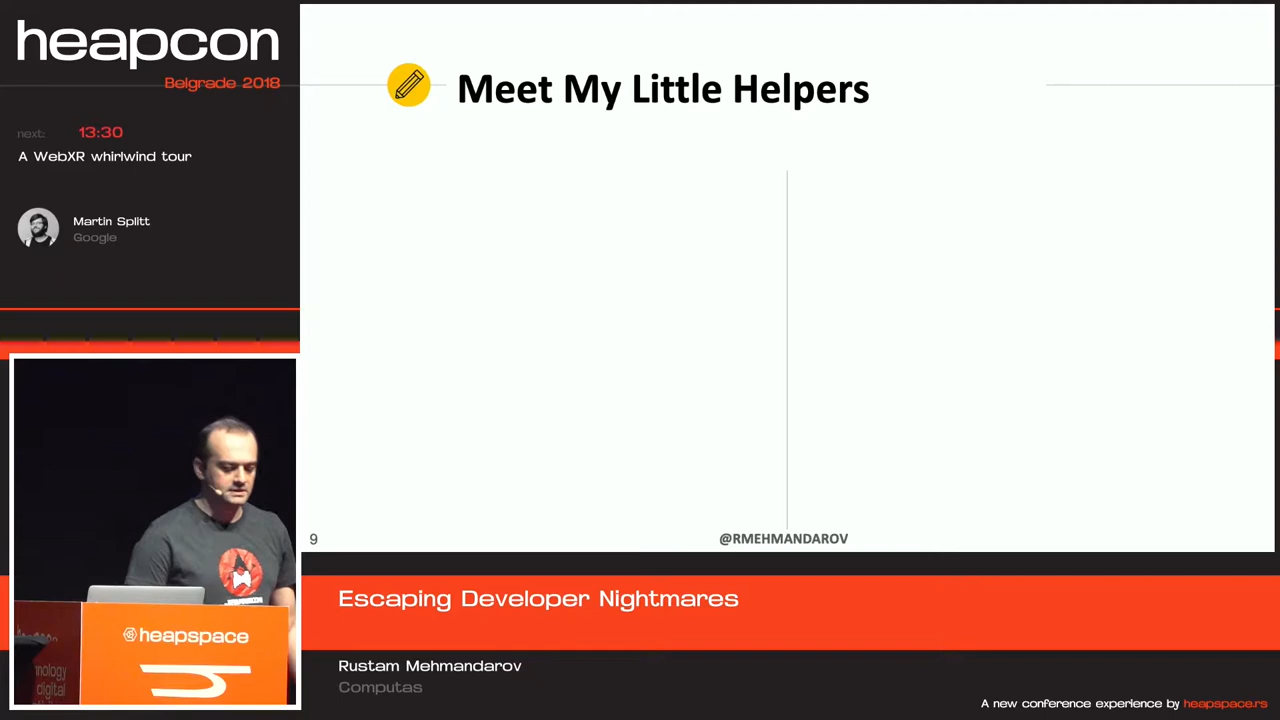 heapcon
Belgrade 2018
next: 13:30
A WebXR whirlwind tour
Martin Splitt
Google
Meet My Little Helpers
9
@RMEHMANDAROV
heapspace
digital
Escaping Developer Nightmares
Rustam Mehmandarov
Computas
A new conference experience by heapspace.rs